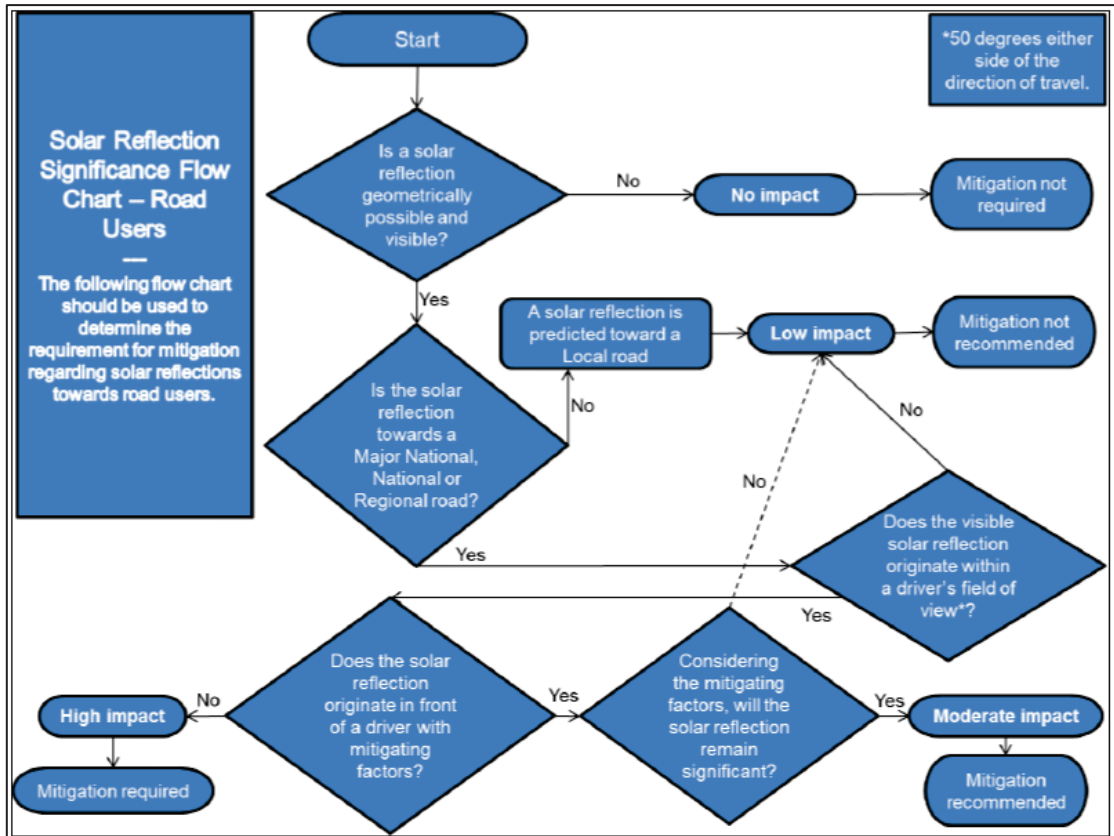 Solar Reflection
Significance Flow
Chart – Road
Users
—
The following flow chart
should be used to
determine the
requirement for mitigation
regarding solar reflections
towards road users.
Start
*50 degrees either
side of the
direction of travel.
Is a solar
reflection
geometrically
possible and
visible?
No
No impact
Mitigation not
required
Yes
A solar reflection is
predicted toward a
Local road
Low impact
Mitigation not
recommended
Is the solar
reflection
towards a
Major National,
National or
Regional road?
No
No
No
Yes
Does the visible
solar reflection
originate within
a driver's field of
view*?
Yes
Does the solar
reflection
originate in front
of a driver with
mitigating
factors?
No
High impact
Mitigation required
Yes
Considering
the mitigating
factors, will the
solar reflection
remain
significant?
Yes
Moderate impact
Mitigation
recommended